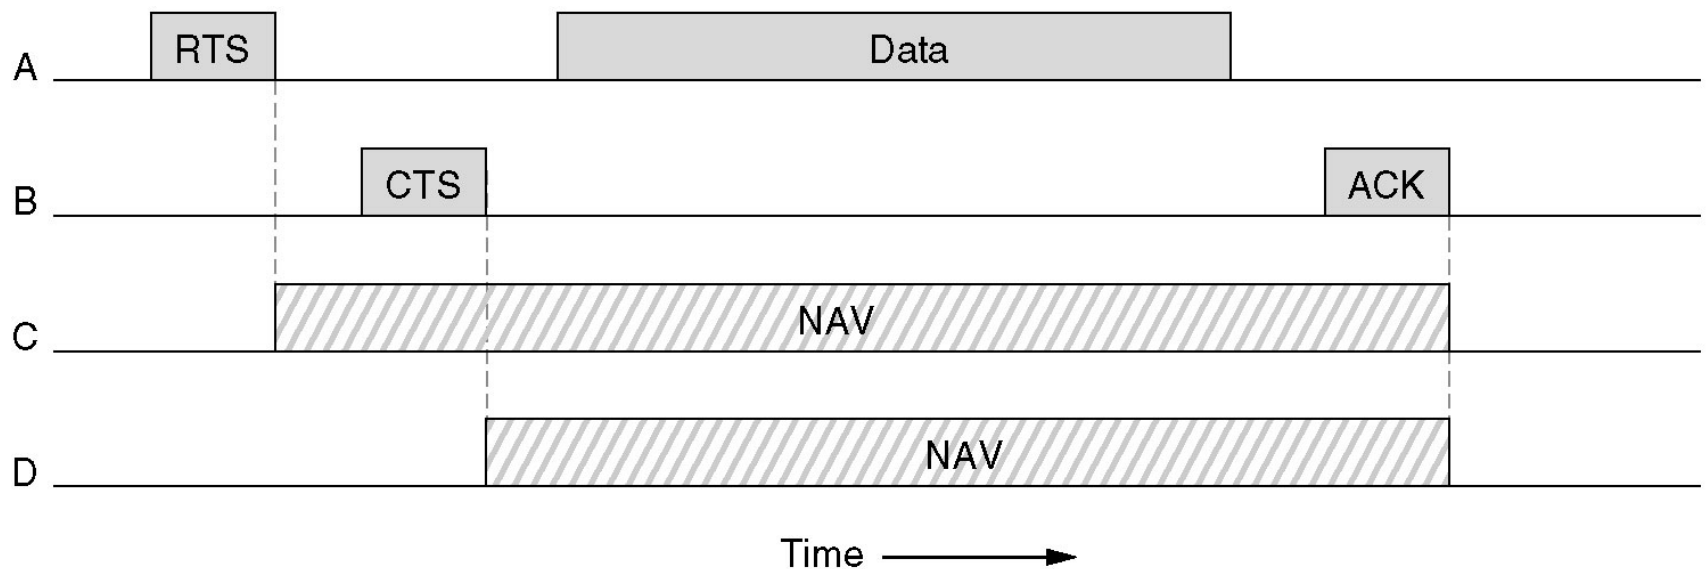 A RTS Data
B CTS ACK
C NAV
D NAV
Time